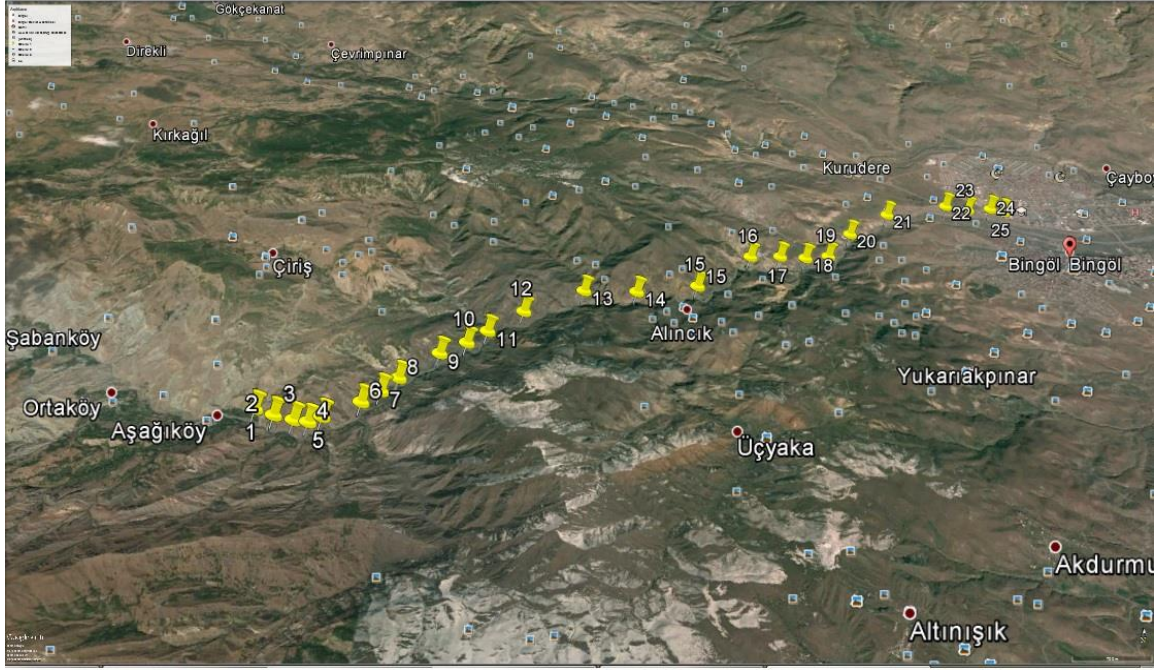 Gökçekanat
Direkli
Çevrimpınar
Kırkağıl
Kurudere
Çayboy
23
22
24
25
21
20
19
18
17
16
Çiriş
15
15
14
13
12
Bingöl Bingöl
Alıncık
11
10
9
Şabanköy
8
7
6
Yukarıakpınar
Ortaköy
2
3
4
1
5
Aşağıköy
Üçyaka
Akdurmu
Altınışık